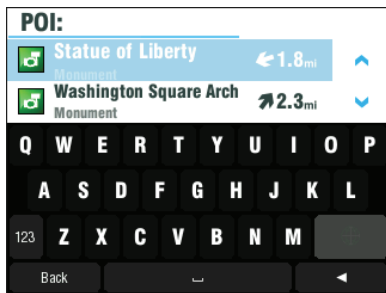 POI:
Statue of Liberty 1.8mi
Monument
Washington Square Arch 2.3mi
Monument
Q W E R T Y U I O P
A S D F G H J K L
123 Z X C V B N M
Back